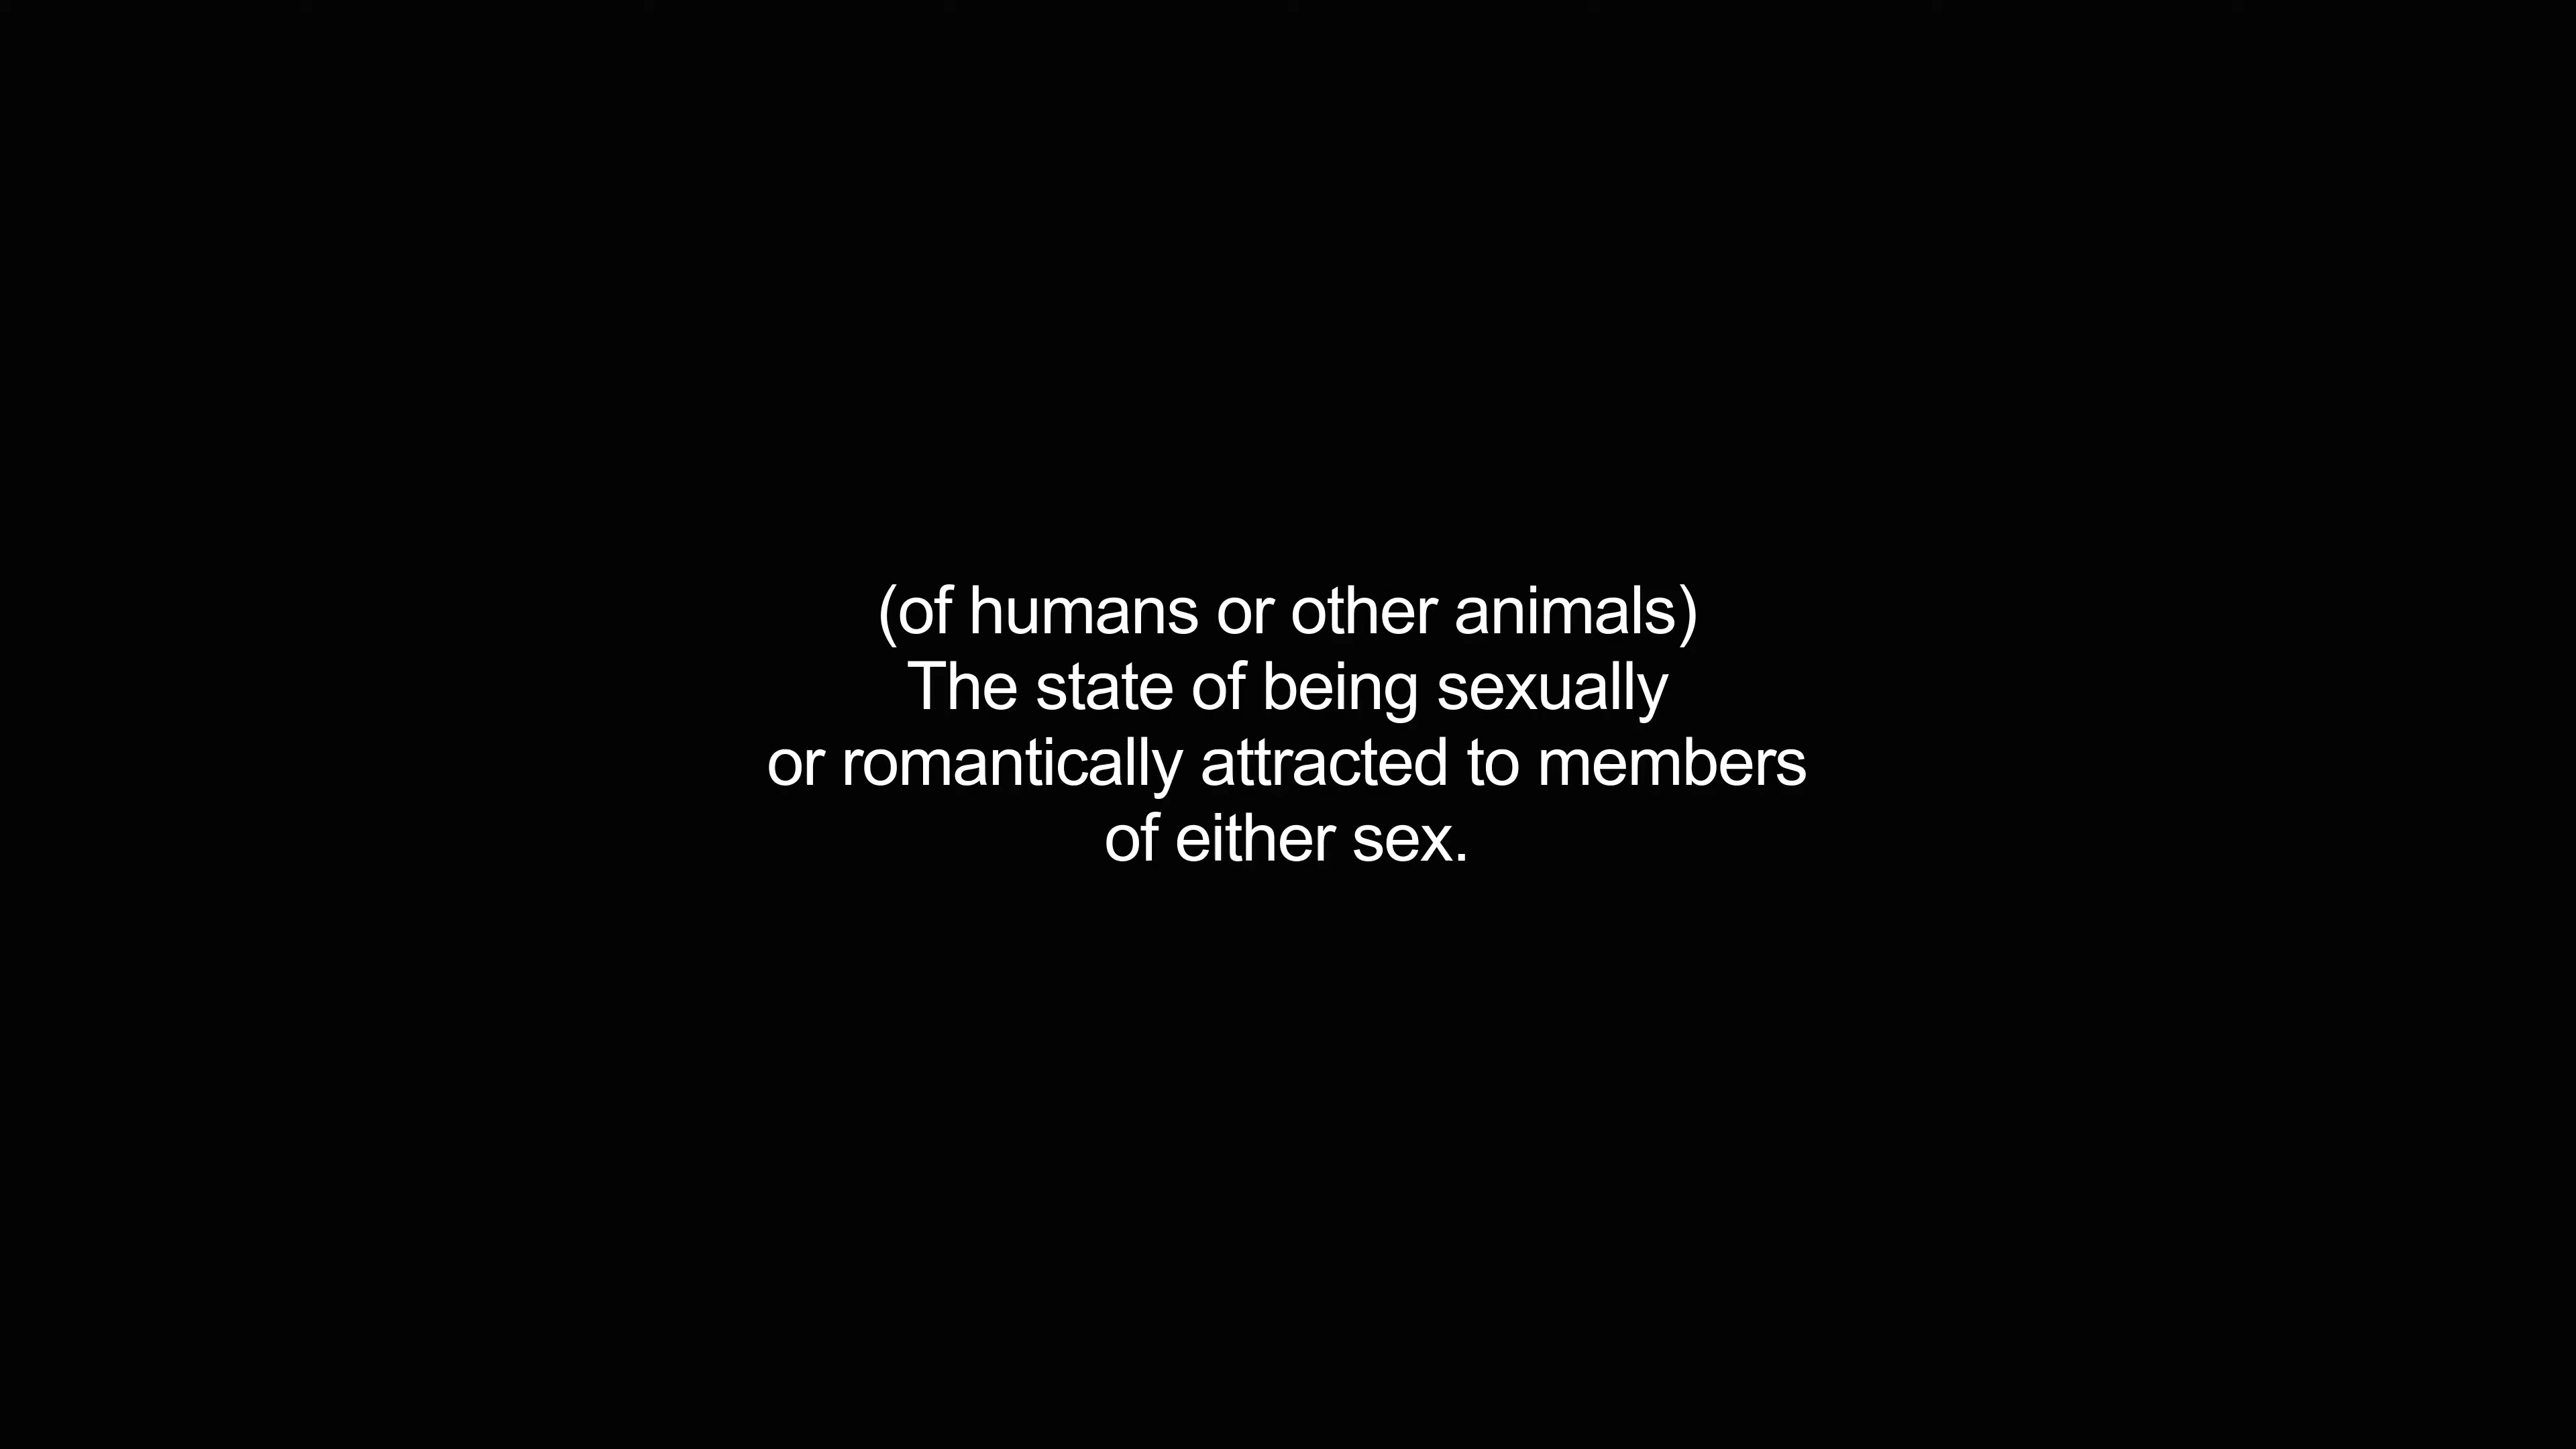 (of humans or other animals)
The state of being sexually
or romantically attracted to members
of either sex.